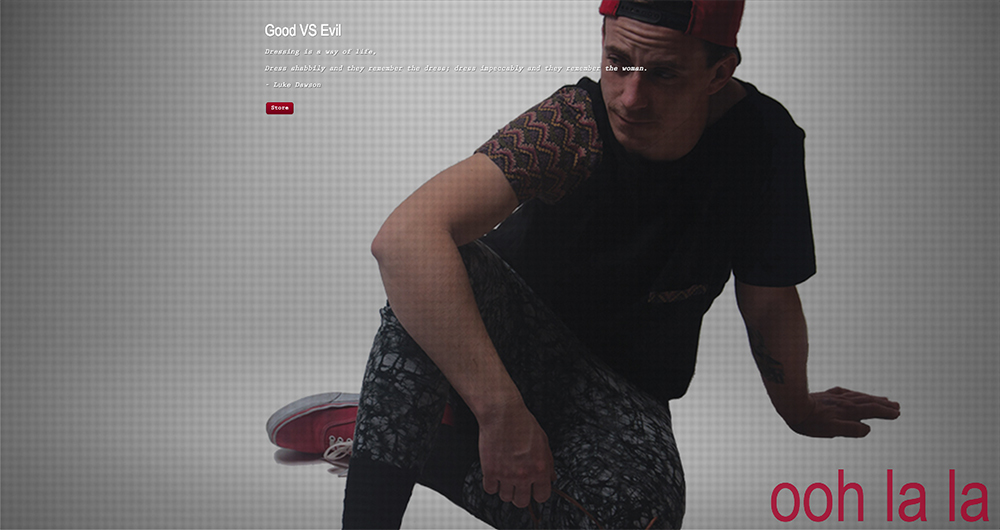 Good VS Evil
Dressing is a way of life,
Dress shabbily and they remember the dress; dress impeccably and they remember the woman.
- Luke Dawson
Store
ooh la la